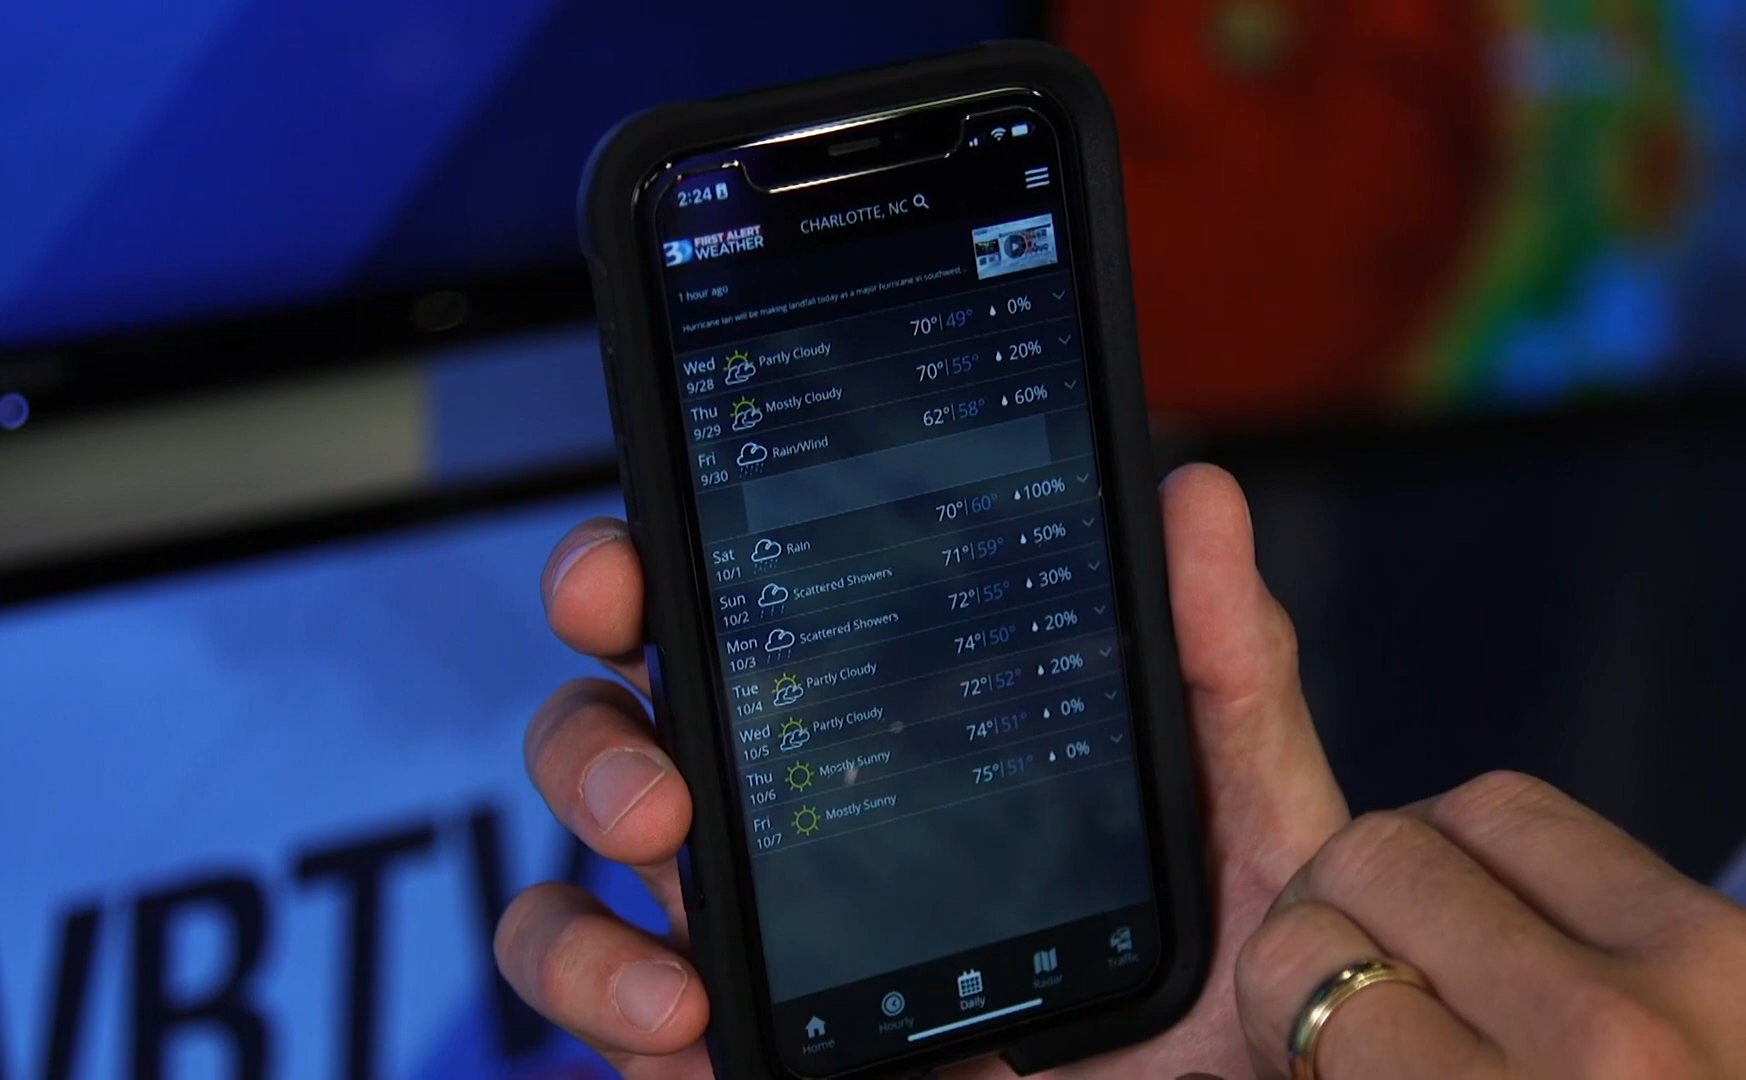 2:24
CHARLOTTE, NC
3 FIRST ALERT
WEATHER
1 hour ago
Hurricane Ian will be making landfall today as a major hurricane in southwest...
Wed 9/28 Partly Cloudy 70° 49° 0%
Thu 9/29 Mostly Cloudy 70° 55° 20%
Fri 9/30 Rain/Wind 62° 58° 60%
Sat 10/1 Rain 70° 60° 100%
Sun 10/2 Scattered Showers 71° 59° 50%
Mon 10/3 Scattered Showers 72° 55° 30%
Tue 10/4 Partly Cloudy 74° 50° 20%
Wed 10/5 Partly Cloudy 72° 52° 20%
Thu 10/6 Mostly Sunny 74° 51° 0%
Fri 10/7 Mostly Sunny 75° 51° 0%
Home Hourly Daily Radar Traffic
WBTV